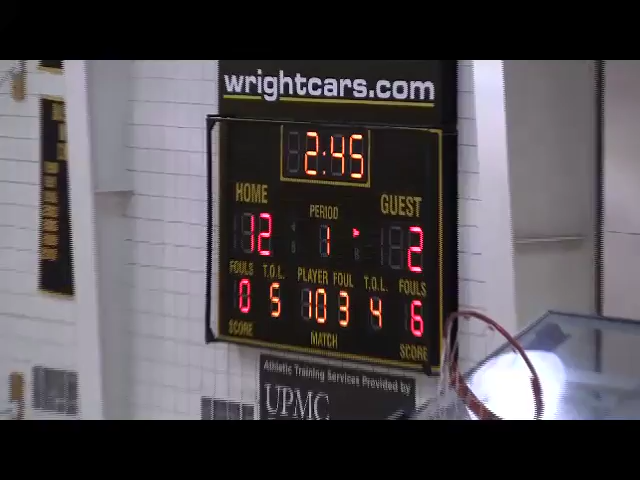 wrightcars.com
2:45
HOME PERIOD GUEST
12 1 2
FOULS T.O.L. PLAYER FOUL T.O.L. FOULS
0 5 10 3 4 6
SCORE MATCH SCORE
Athletic Training Services Provided by
UPMC